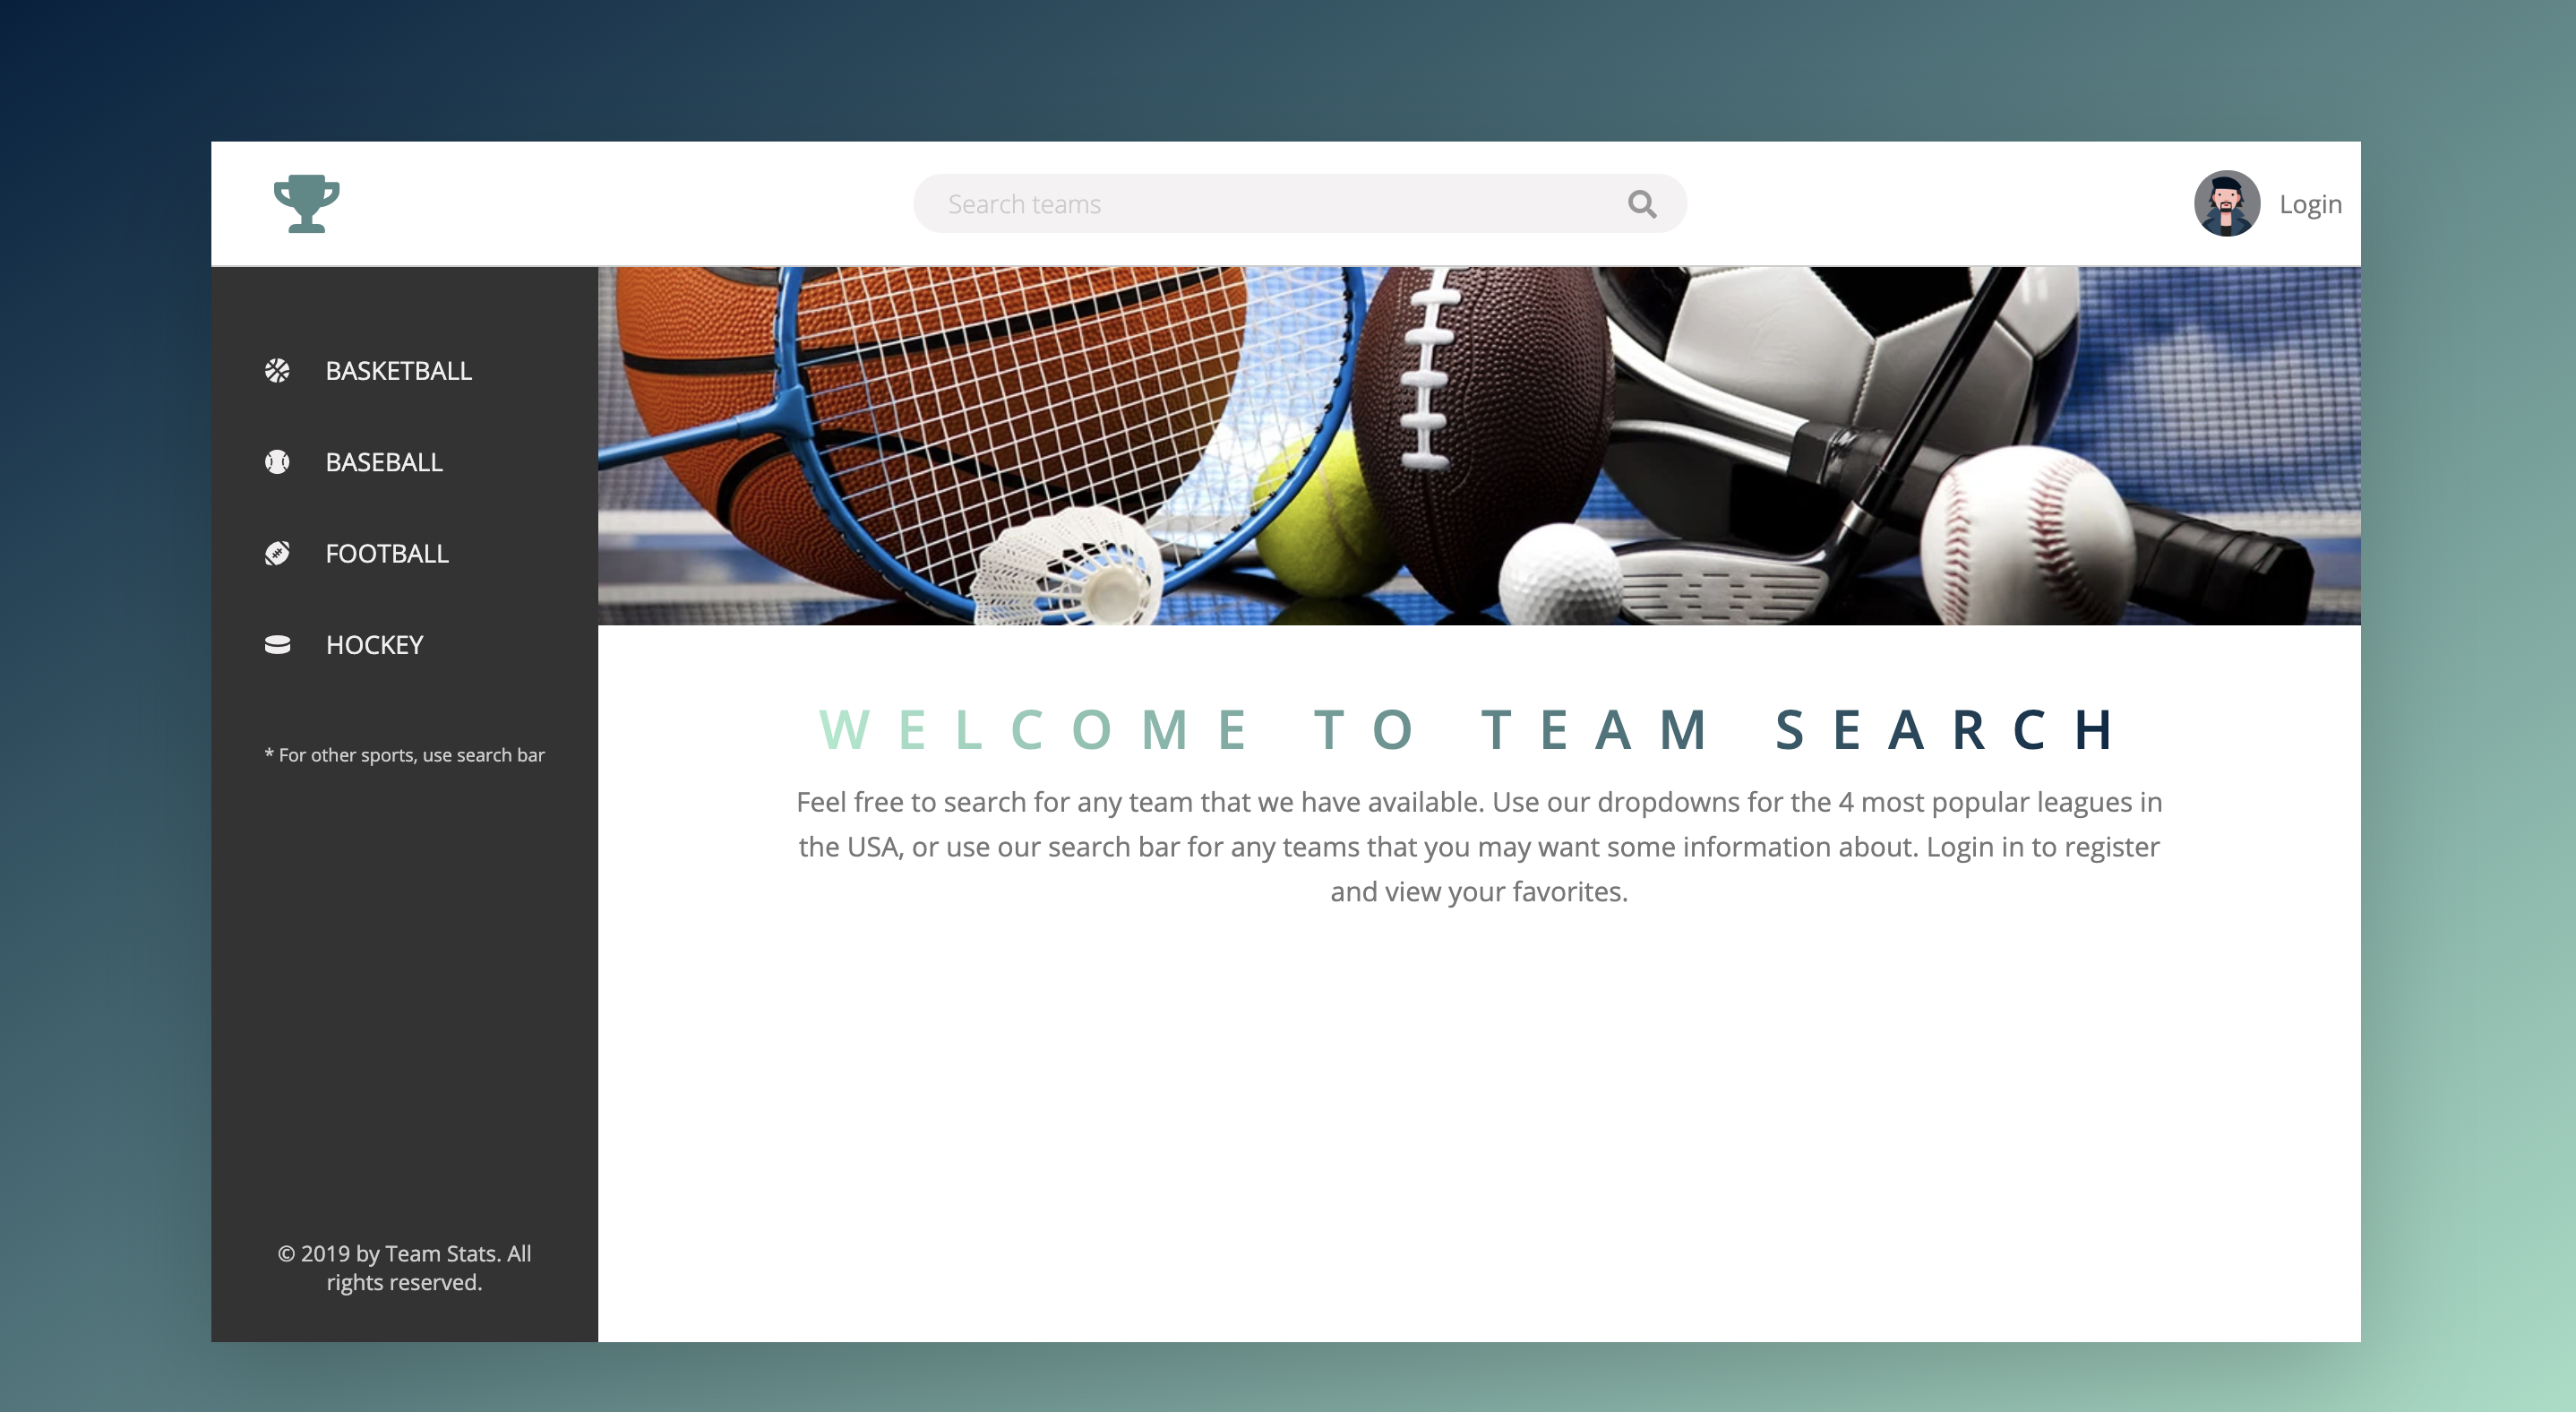 Search teams
Login
BASKETBALL
BASEBALL
FOOTBALL
HOCKEY
* For other sports, use search bar
© 2019 by Team Stats. All
rights reserved.
WELCOME TO TEAM SEARCH
Feel free to search for any team that we have available. Use our dropdowns for the 4 most popular leagues in
the USA, or use our search bar for any teams that you may want some information about. Login in to register
and view your favorites.